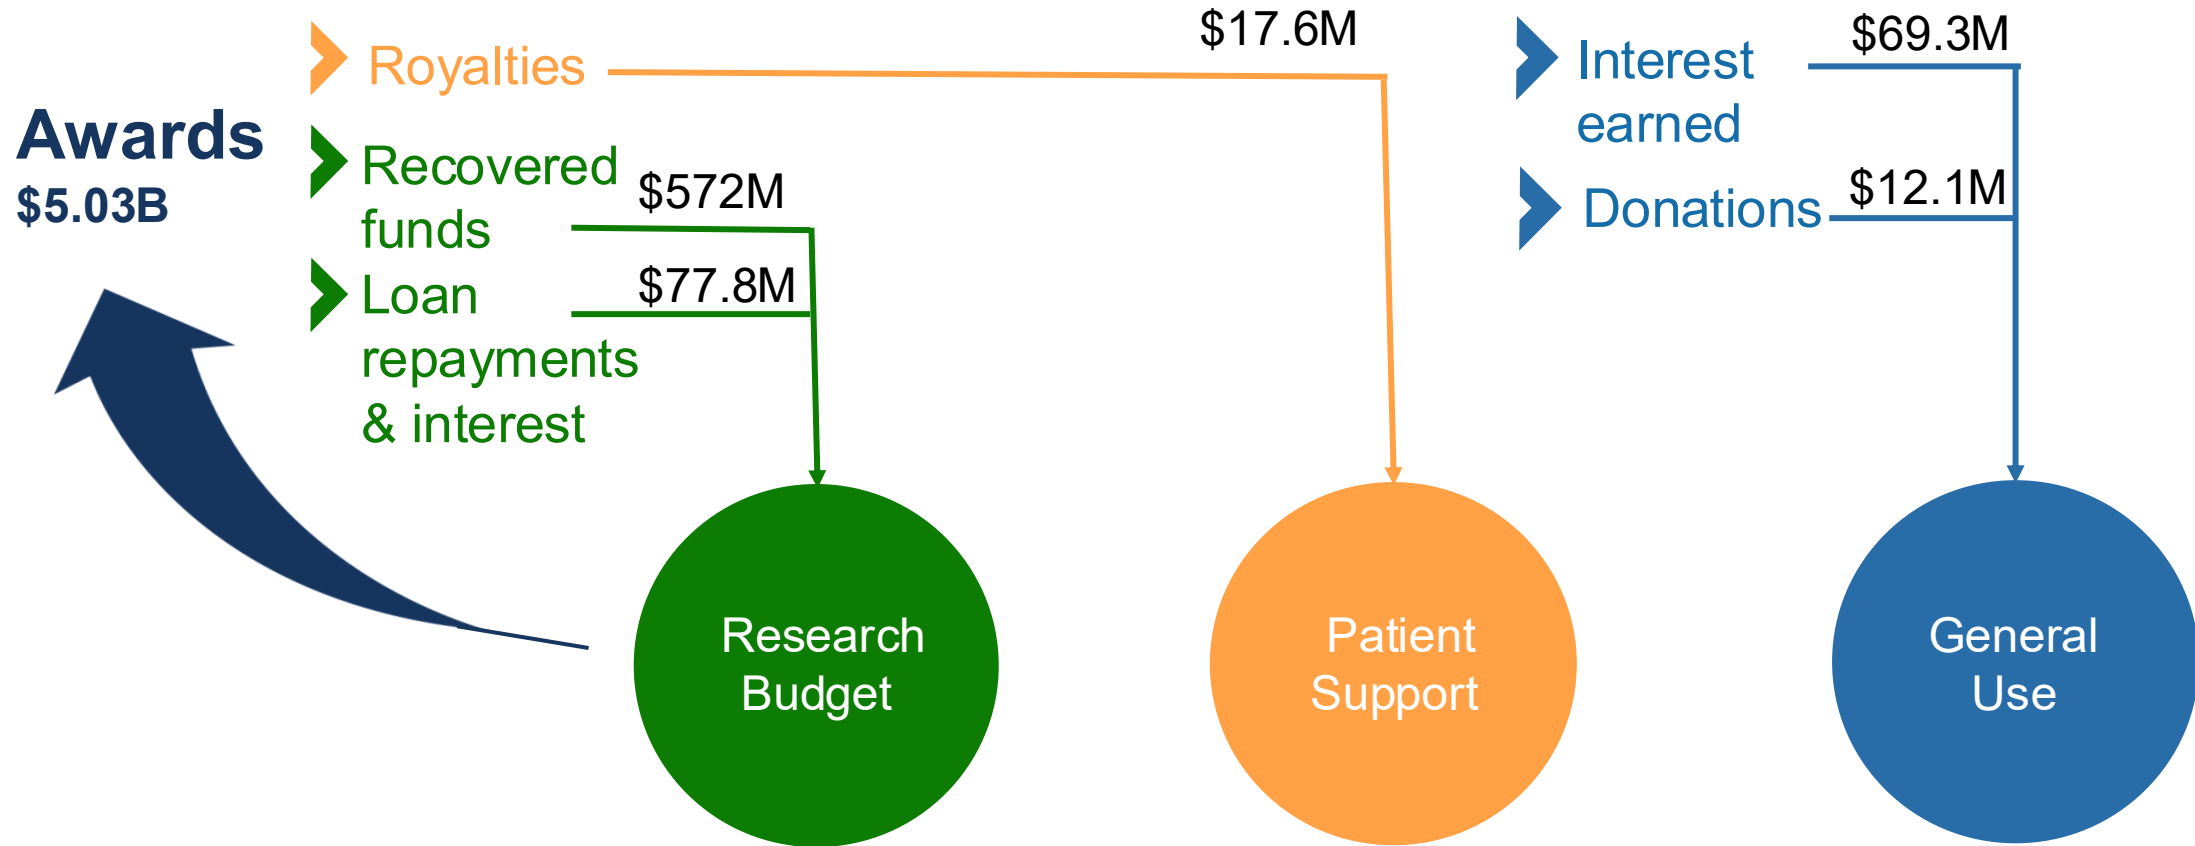 Awards
$5.03B
Royalties
$17.6M
Recovered
funds
$572M
Loan
repayments
& interest
$77.8M
Interest
earned
$69.3M
Donations
$12.1M
Research
Budget
Patient
Support
General
Use